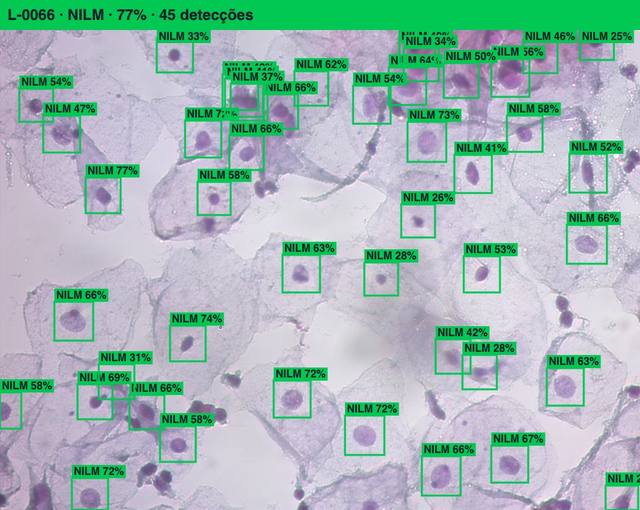 L-0066 · NILM · 77% · 45 detecções
NILM 33%
NILM 34%
NILM 46%
NILM 25%
NILM 50%
NILM 56%
NILM 62%
NILM 54%
NILM 37%
NILM 66%
NILM 54%
NILM 47%
NILM 66%
NILM 73%
NILM 58%
NILM 41%
NILM 52%
NILM 77%
NILM 58%
NILM 26%
NILM 66%
NILM 63%
NILM 28%
NILM 53%
NILM 66%
NILM 74%
NILM 42%
NILM 28%
NILM 31%
NILM 63%
NILM 58%
NILM 69%
NILM 66%
NILM 72%
NILM 58%
NILM 72%
NILM 66%
NILM 67%
NILM 72%